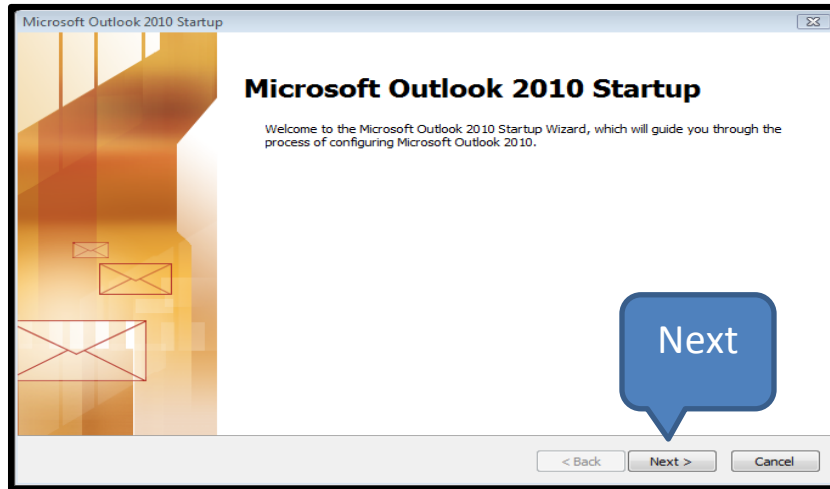 Microsoft Outlook 2010 Startup
Microsoft Outlook 2010 Startup
Welcome to the Microsoft Outlook 2010 Startup Wizard, which will guide you through the
process of configuring Microsoft Outlook 2010.
Next
< Back Next > Cancel